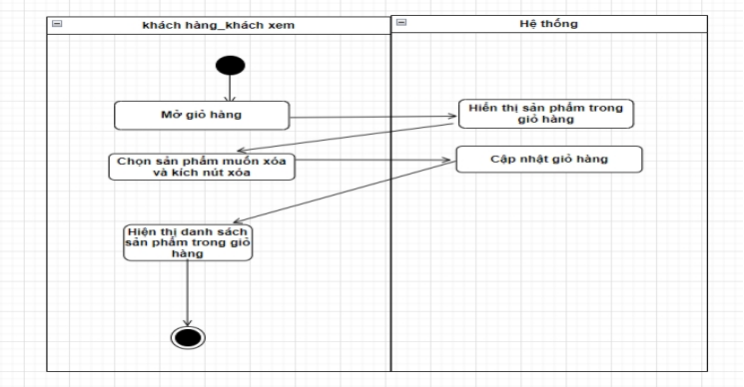 khách hàng_khách xem
Hệ thống
Mở giỏ hàng
Hiển thị sản phẩm trong
giỏ hàng
Chọn sản phẩm muốn xóa
và kích nút xóa
Cập nhật giỏ hàng
Hiện thị danh sách
sản phẩm trong giỏ
hàng